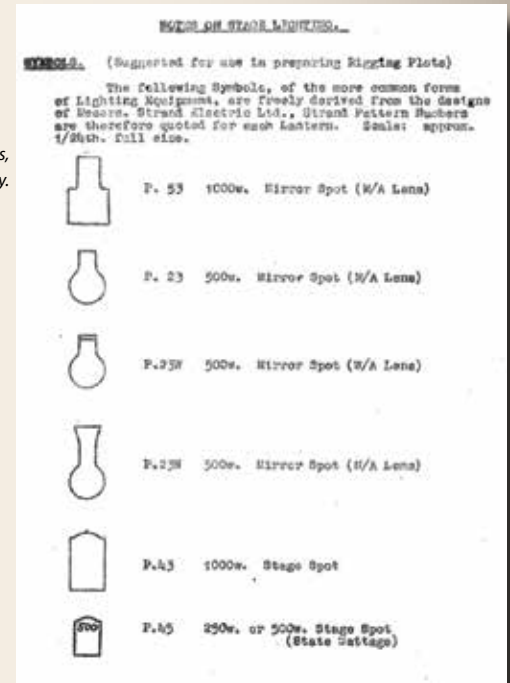 NOTES ON STAGE LIGHTING.
SYMBOLS. (Suggested for use in preparing Rigging Plots)
The following Symbols, of the more common forms
of Lighting Equipment, are freely derived from the designs
of Messrs. Strand Electric Ltd., Strand Pattern Numbers
are therefore quoted for each Lantern. Scale: approx.
1/24th. full size.
s,
y.
P. 53 1000w. Mirror Spot (M/A Lens)
P. 23 500w. Mirror Spot (M/A Lens)
500w. Mirror Spot (W/A Lens)
500w. Mirror Spot (N/A Lens)
P.43 1000w. Stage Spot
500
P.45 250w. or 500w. Stage Spot
(State Wattage)